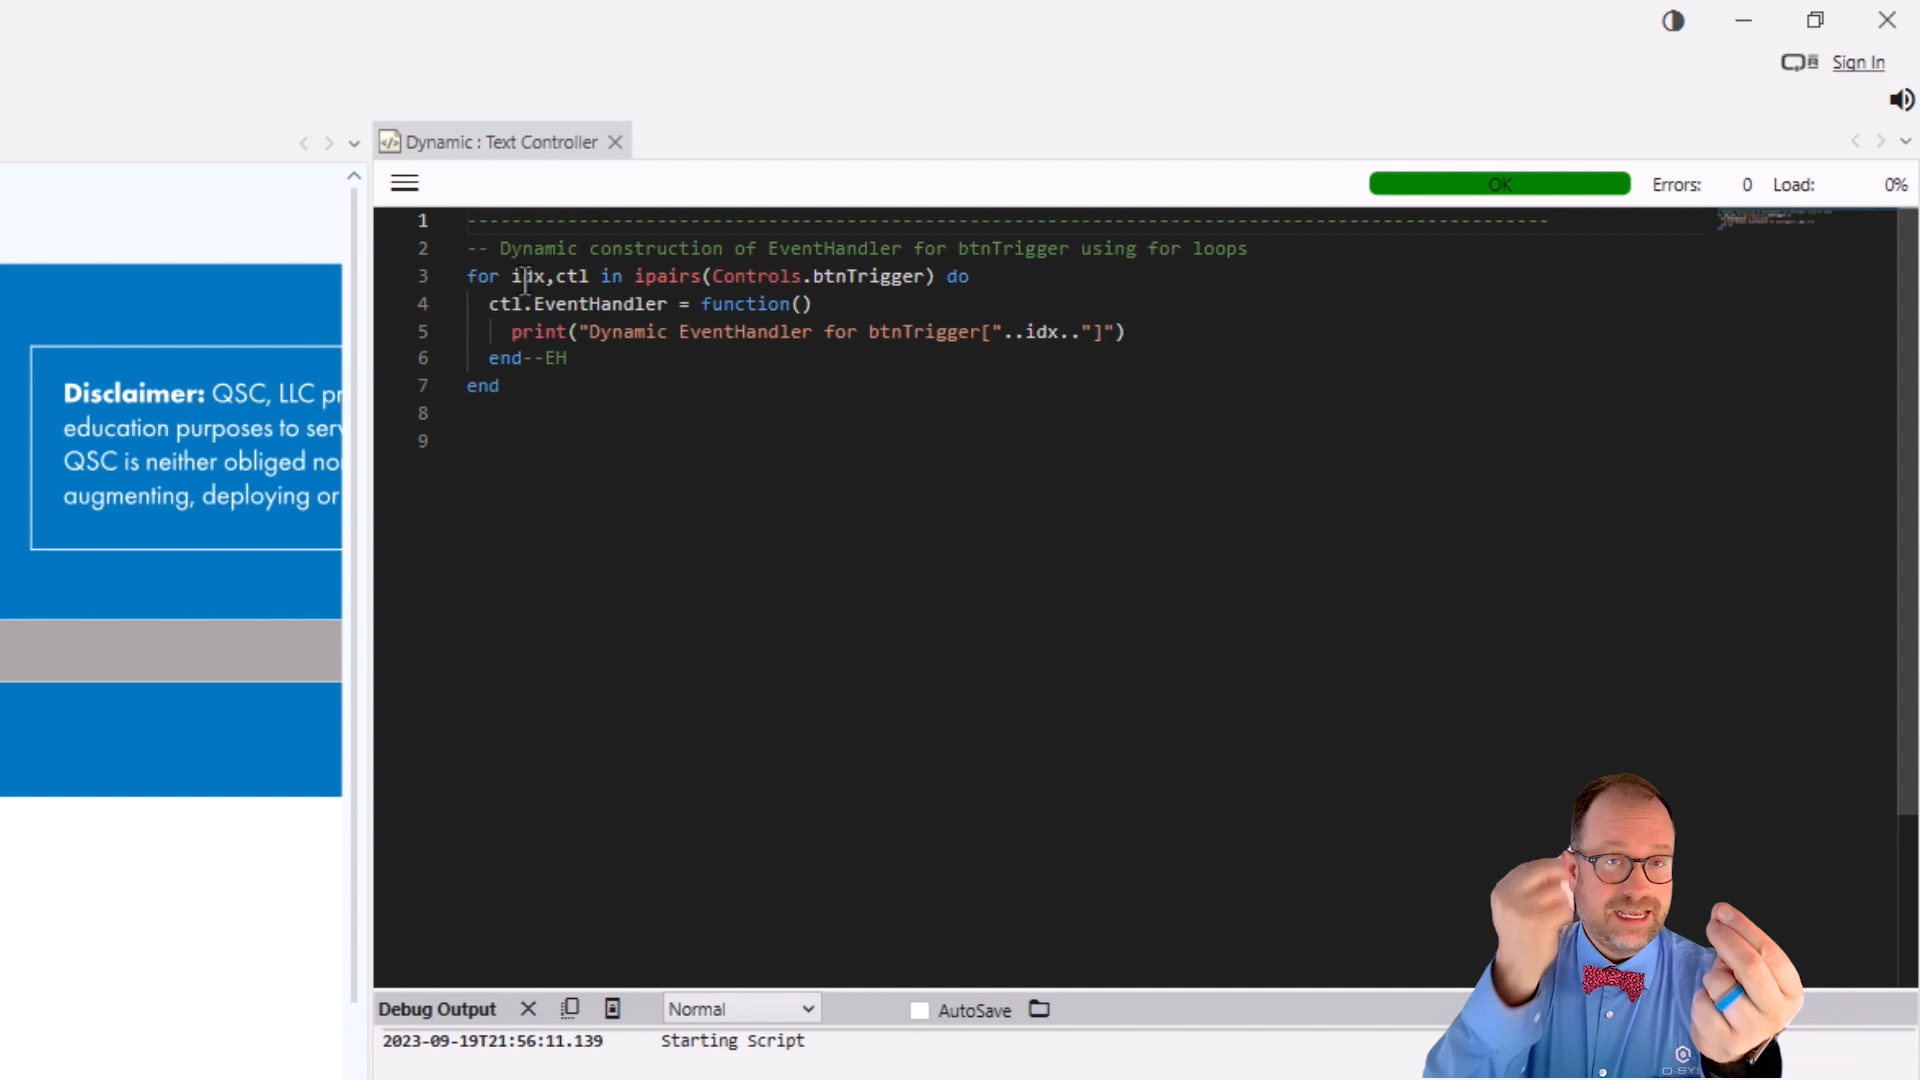 Sign In
Dynamic : Text Controller
OK Errors: 0 Load: 0%
1 ------------------------------------------------------------------------------------------------
2 -- Dynamic construction of EventHandler for btnTrigger using for loops
3 for idx,ctl in ipairs(Controls.btnTrigger) do
4 ctl.EventHandler = function()
5 print("Dynamic EventHandler for btnTrigger["..idx.."]")
6 end--EH
7 end
8
9
Disclaimer: QSC, LLC pr
education purposes to serv
QSC is neither obliged no
augmenting, deploying or
Debug Output Normal AutoSave
2023-09-19T21:56:11.139 Starting Script
Q-SYS